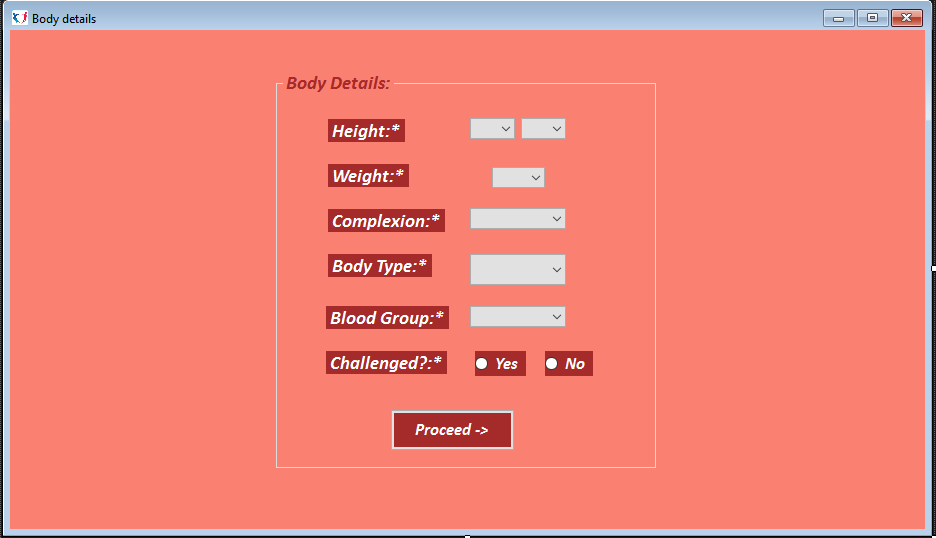 Body details
Body Details:
Height:*
Weight:*
Complexion:*
Body Type:*
Blood Group:*
Challenged?:* Yes No
Proceed ->